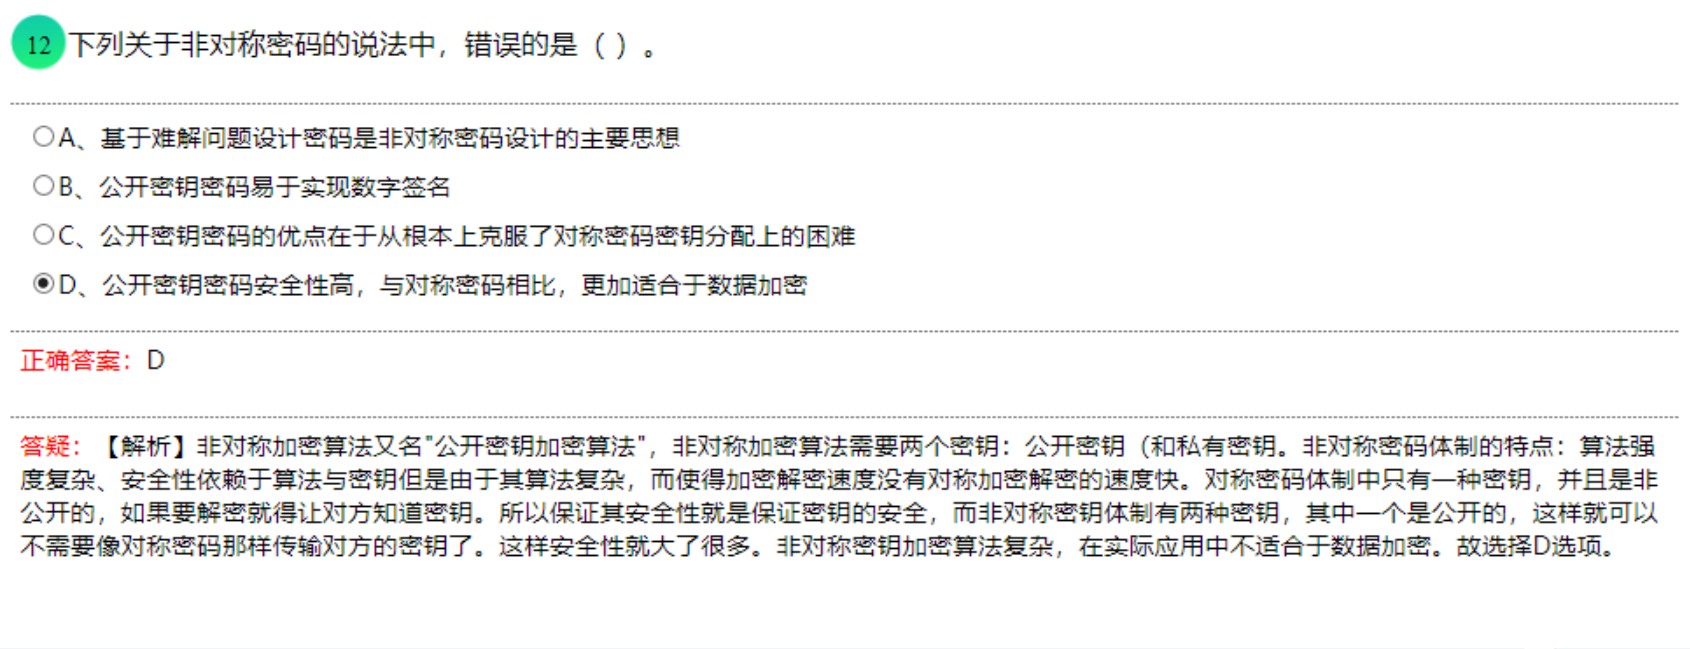 12 下列关于非对称密码的说法中，错误的是（ ）。
A、基于难解问题设计密码是非对称密码设计的主要思想
B、公开密钥密码易于实现数字签名
C、公开密钥密码的优点在于从根本上克服了对称密码密钥分配上的困难
D、公开密钥密码安全性高，与对称密码相比，更加适合于数据加密
正确答案：D
答疑：【解析】非对称加密算法又名"公开密钥加密算法"，非对称加密算法需要两个密钥：公开密钥（和私有密钥。非对称密码体制的特点：算法强
度复杂、安全性依赖于算法与密钥但是由于其算法复杂，而使得加密解密速度没有对称加密解密的速度快。对称密码体制中只有一种密钥，并且是非
公开的，如果要解密就得让对方知道密钥。所以保证其安全性就是保证密钥的安全，而非对称密钥体制有两种密钥，其中一个是公开的，这样就可以
不需要像对称密码那样传输对方的密钥了。这样安全性就大了很多。非对称密钥加密算法复杂，在实际应用中不适合于数据加密。故选择D选项。